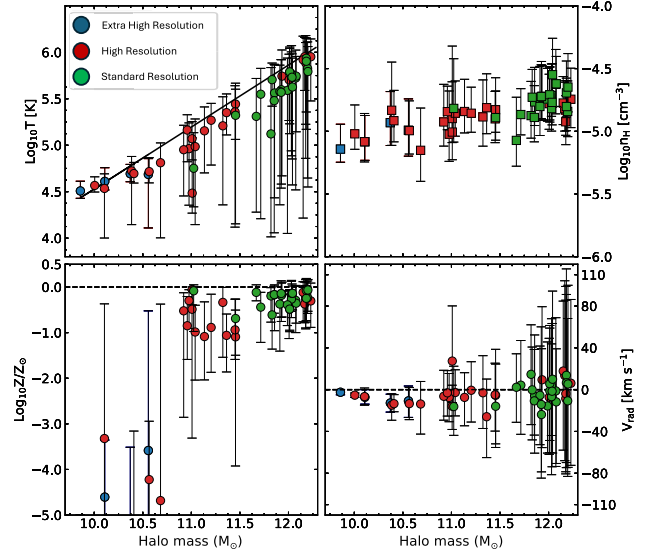 Extra High Resolution
High Resolution
Standard Resolution
Log₁₀T [K]
6.0
5.5
5.0
4.5
4.0
-4.0
-4.5
-5.0
-5.5
-6.0
Log₁₀n_H [cm⁻³]
Log₁₀Z/Z⊙
0.5
0.0
-1.0
-2.0
-3.0
-4.0
-5.0
110
80
40
0
-40
-80
-110
V_rad [km s⁻¹]
10.0 10.5 11.0 11.5 12.0
10.0 10.5 11.0 11.5 12.0
Halo mass (M⊙)
Halo mass (M⊙)